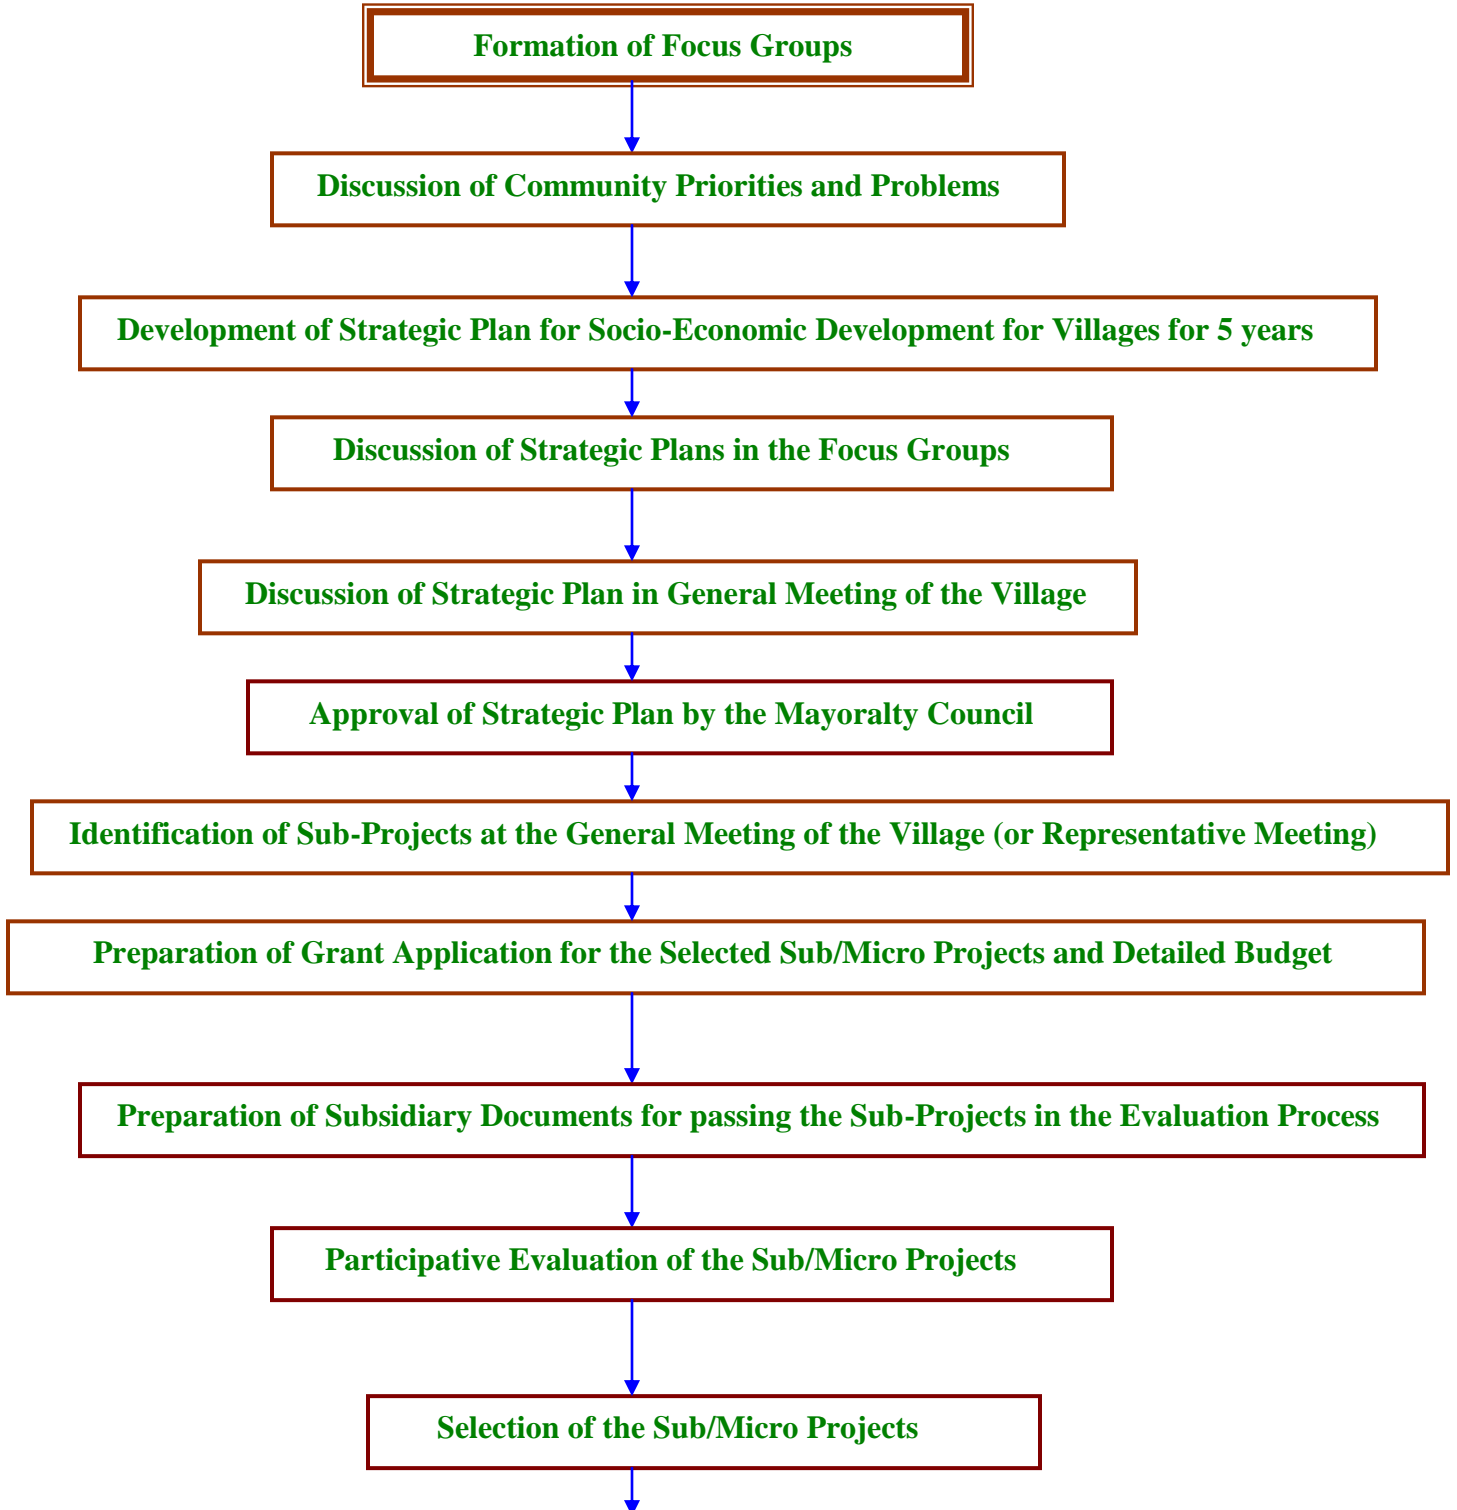 Formation of Focus Groups
Discussion of Community Priorities and Problems
Development of Strategic Plan for Socio-Economic Development for Villages for 5 years
Discussion of Strategic Plans in the Focus Groups
Discussion of Strategic Plan in General Meeting of the Village
Approval of Strategic Plan by the Mayoralty Council
Identification of Sub-Projects at the General Meeting of the Village (or Representative Meeting)
Preparation of Grant Application for the Selected Sub/Micro Projects and Detailed Budget
Preparation of Subsidiary Documents for passing the Sub-Projects in the Evaluation Process
Participative Evaluation of the Sub/Micro Projects
Selection of the Sub/Micro Projects